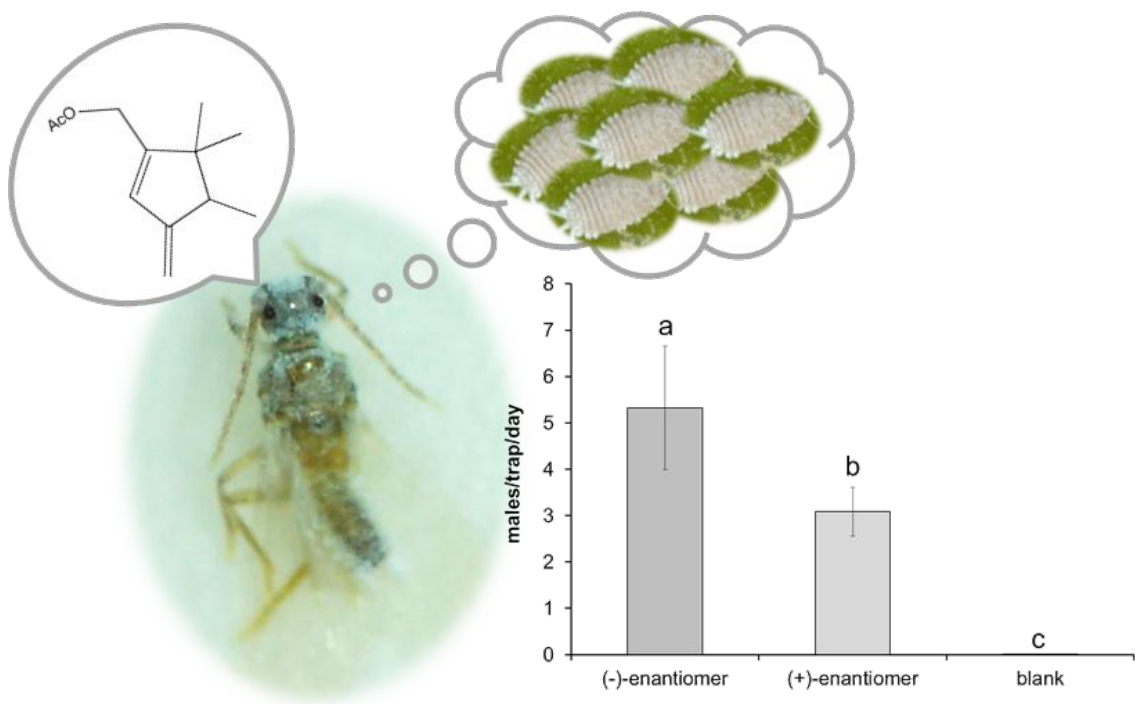 AcO
8
a
7
6
b
5
4
3
2
1
c
0
males/trap/day
(-)-enantiomer
(+)-enantiomer
blank